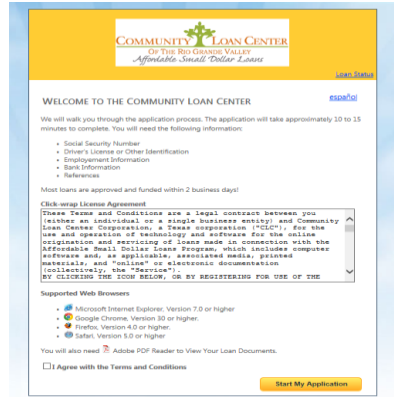 COMMUNITY LOAN CENTER
OF THE RIO GRANDE VALLEY
Affordable Small Dollar Loans
Loan Status
WELCOME TO THE COMMUNITY LOAN CENTER
español
We will walk you through the application process. The application will take approximately 10 to 15
minutes to complete. You will need the following information:
Social Security Number
Driver's License or Other Identification
Employement Information
Bank Information
References
Most loans are approved and funded within 2 business days!
Click-wrap License Agreement
These Terms and Conditions are a legal contract between you
(either an individual or a single business entity) and Community
Loan Center Corporation, a Texas corporation ("CLC"), for the
use and operation of technology and software for the online
origination and servicing of loans made in connection with the
Affordable Small Dollar Loans Program, which includes computer
software and, as applicable, associated media, printed
materials, and "online" or electronic documentation
(collectively, the "Service").
BY CLICKING THE ICON BELOW, OR BY REGISTERING FOR USE OF THE
Supported Web Browsers
Microsoft Internet Explorer, Version 7.0 or higher
Google Chrome, Version 30 or higher.
Firefox, Version 4.0 or higher.
Safari, Version 5.0 or higher
You will also need Adobe PDF Reader to View Your Loan Documents.
I Agree with the Terms and Conditions
Start My Application